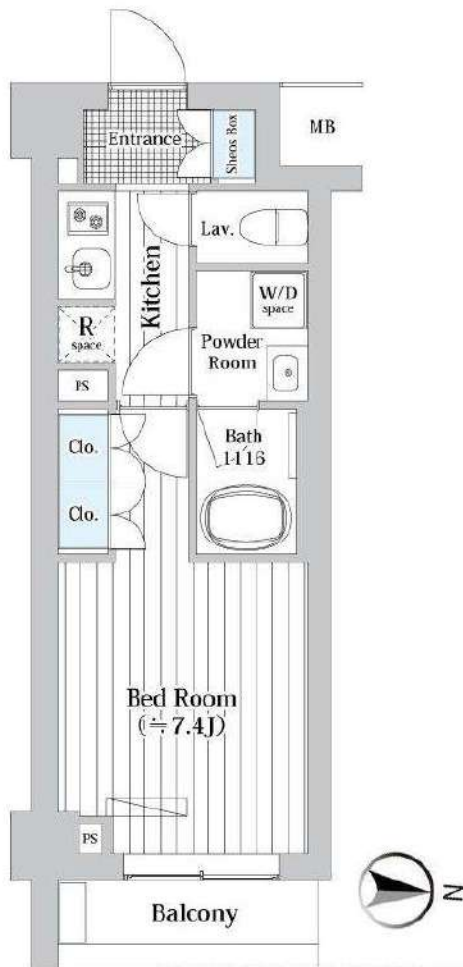 Entrance
Sheos Box
MB
Lav.
Kitchen
W/D
space
R
space
Powder
Room
PS
Clo.
Bath
1116
Clo.
Bed Room
(≒7.4J)
PS
Balcony
N